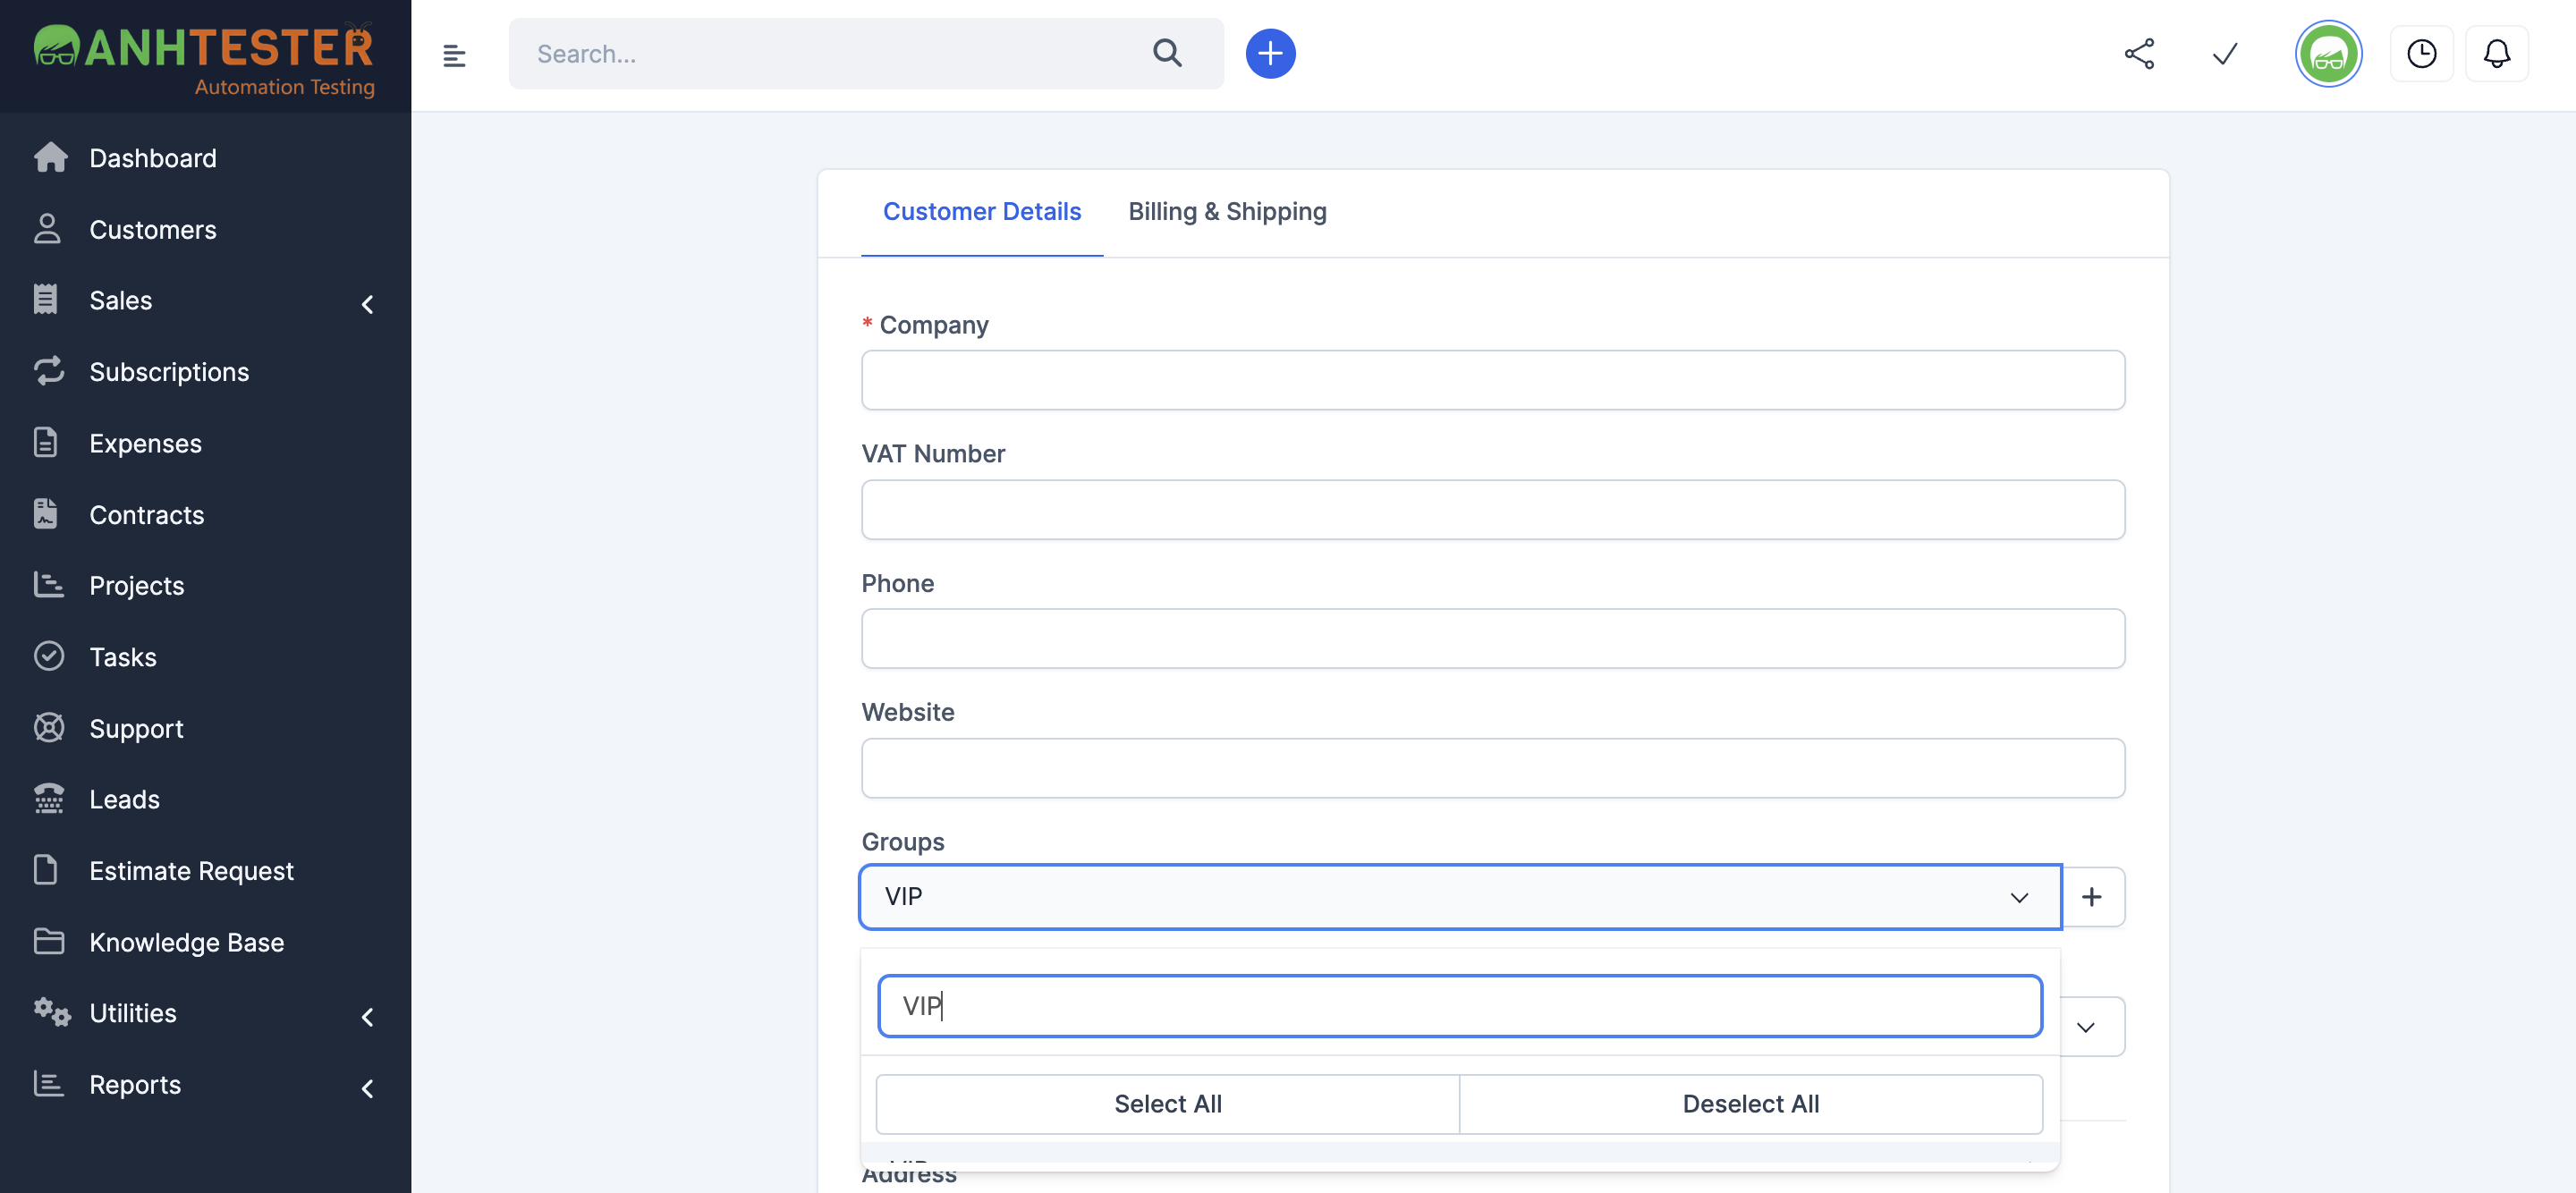 ANHTESTER
Automation Testing
Search...
Dashboard
Customers
Sales
Subscriptions
Expenses
Contracts
Projects
Tasks
Support
Leads
Estimate Request
Knowledge Base
Utilities
Reports
Customer Details
Billing & Shipping
* Company
VAT Number
Phone
Website
Groups
VIP
VIP
Select All
Deselect All
VIP
Address